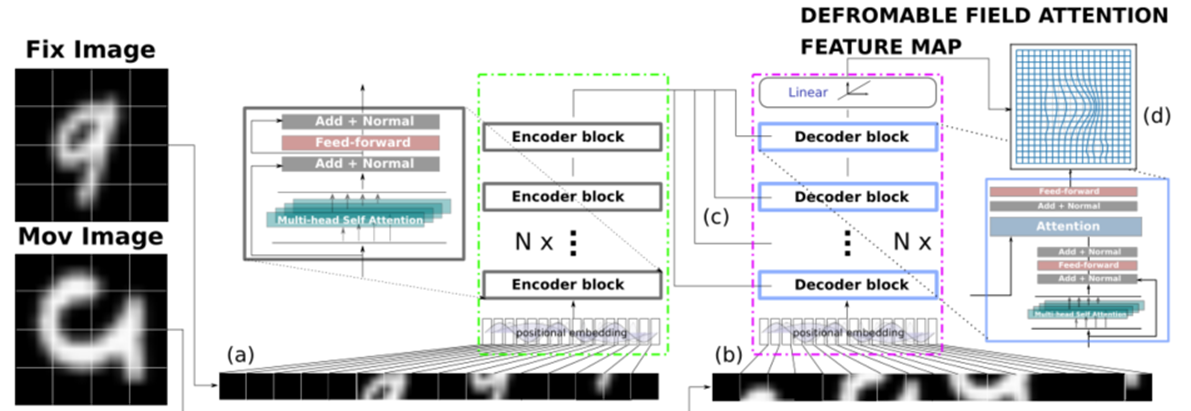 DEFROMABLE FIELD ATTENTION
FEATURE MAP
Fix Image
Mov Image
Add + Normal
Feed-forward
Add + Normal
Multi-head Self Attention
Encoder block
Encoder block
N x
Encoder block
positional embedding
(a)
(c)
Linear
Decoder block
Decoder block
N x
Decoder block
positional embedding
(b)
(d)
Feed-forward
Add + Normal
Attention
Add + Normal
Feed-forward
Add + Normal
Multi-head Self Attention